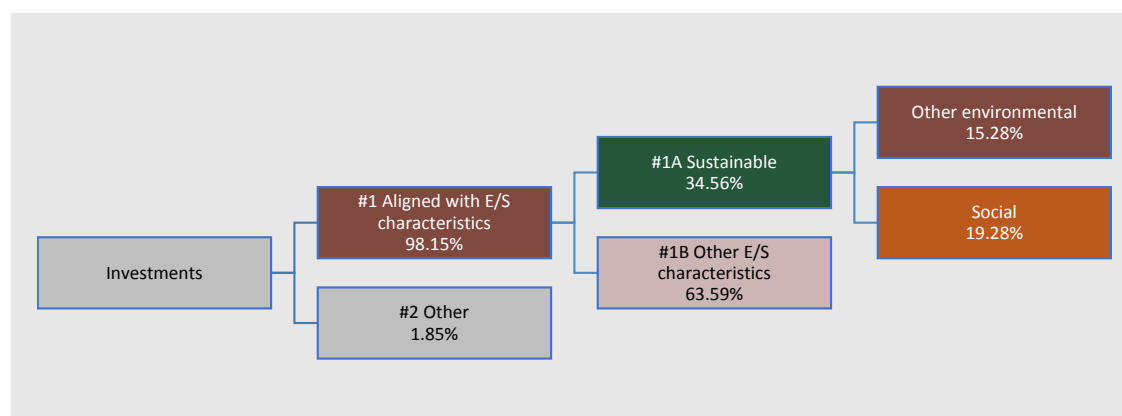 Investments
#1 Aligned with E/S
characteristics
98.15%
#2 Other
1.85%
#1A Sustainable
34.56%
#1B Other E/S
characteristics
63.59%
Other environmental
15.28%
Social
19.28%